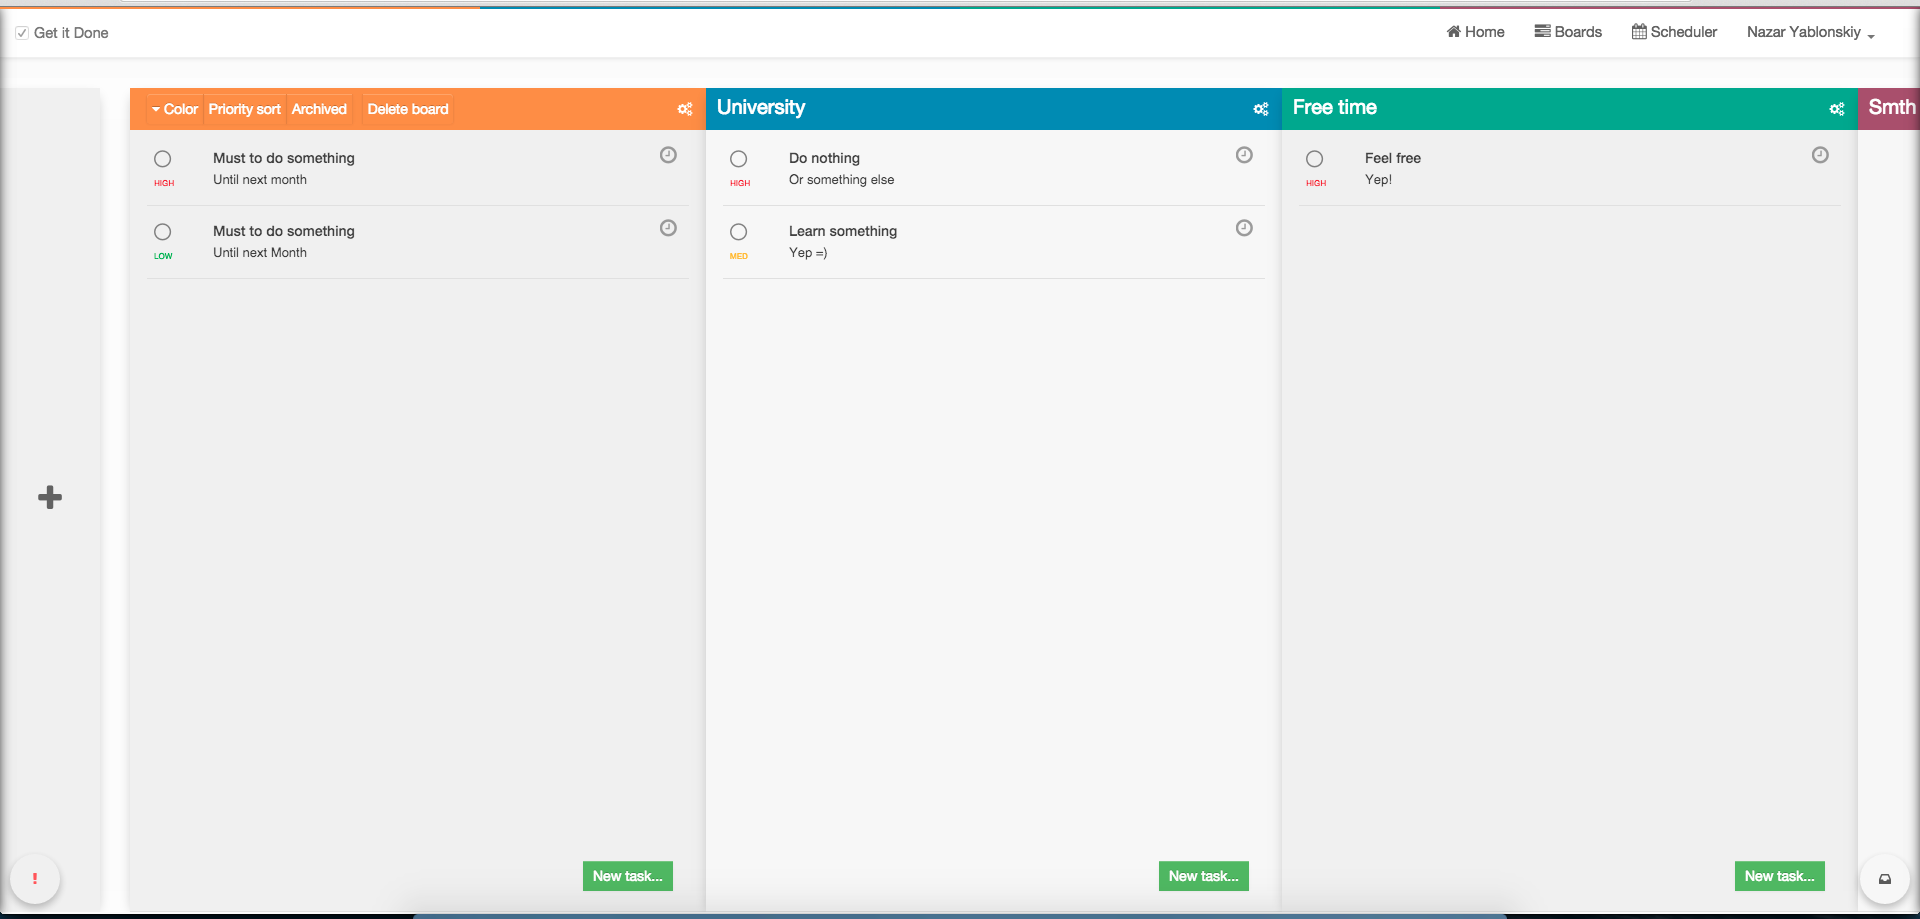 Get it Done
Home
Boards
Scheduler
Nazar Yablonskiy
Color
Priority sort
Archived
Delete board
Must to do something
Until next month
HIGH
Must to do something
Until next Month
LOW
New task...
University
Do nothing
Or something else
HIGH
Learn something
Yep =)
MED
New task...
Free time
Feel free
Yep!
HIGH
New task...
Smth